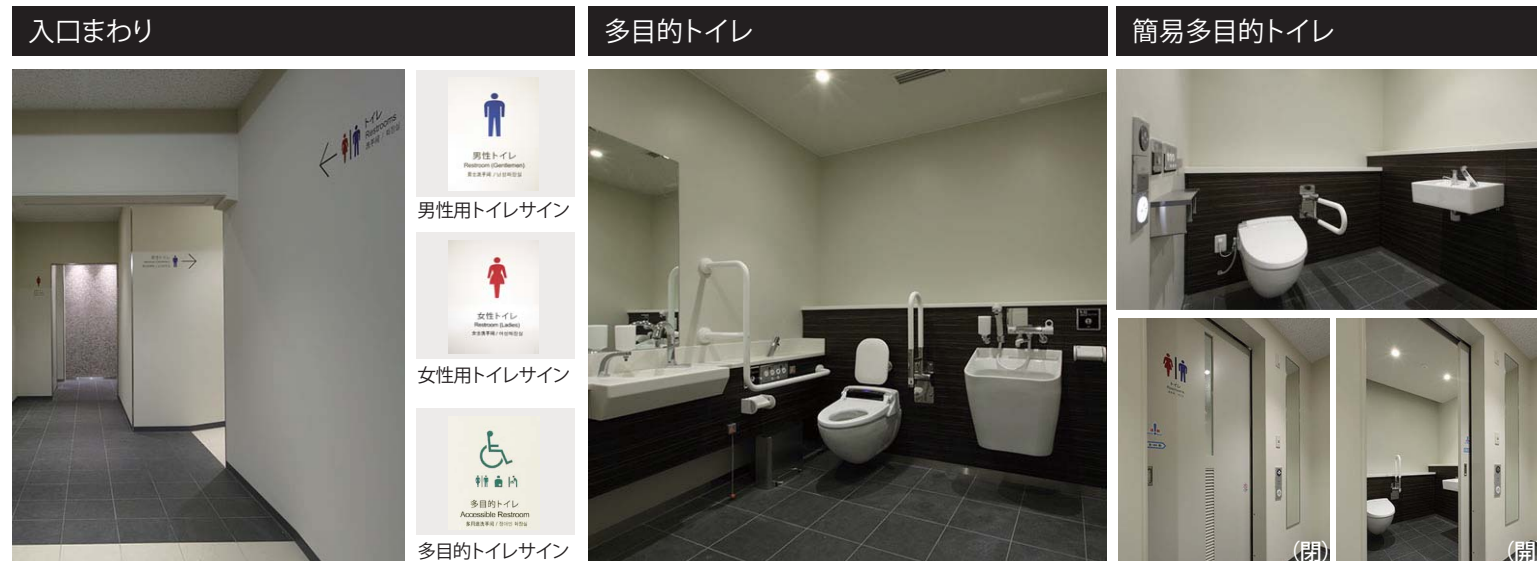 入口まわり
トイレ
Restrooms
男性トイレ
Restroom (Gentlemen)
男性用トイレサイン
女性トイレ
Restroom (Ladies)
女性用トイレサイン
多目的トイレ
Accessible Restroom
多目的トイレサイン
多目的トイレ
簡易多目的トイレ
(閉)
(開